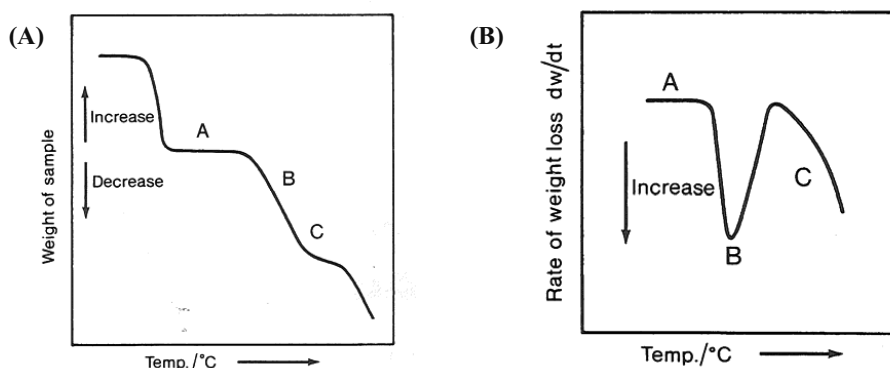 (A)
Weight of sample
Increase
Decrease
A
B
C
Temp./°C
(B)
Rate of weight loss dw/dt
A
Increase
B
C
Temp./°C